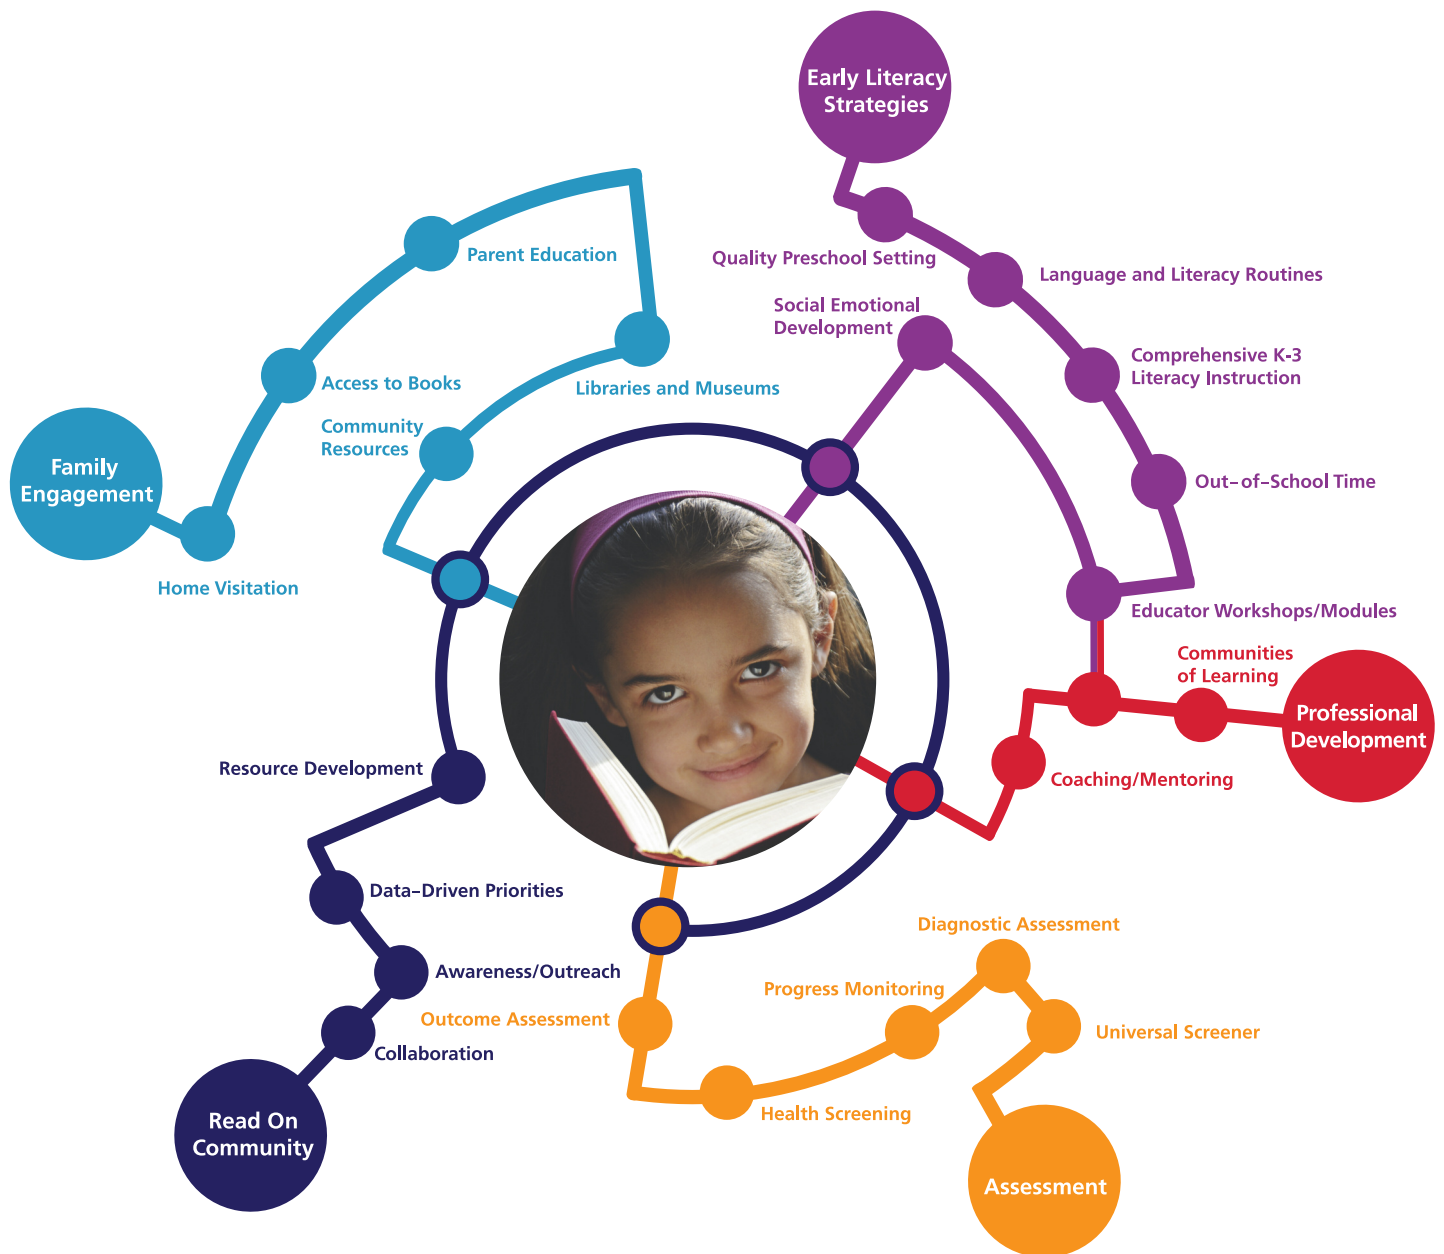 Early Literacy
Strategies
Quality Preschool Setting
Language and Literacy Routines
Social Emotional
Development
Comprehensive K-3
Literacy Instruction
Out-of-School Time
Educator Workshops/Modules
Parent Education
Access to Books
Libraries and Museums
Community
Resources
Family
Engagement
Home Visitation
Communities
of Learning
Professional
Development
Coaching/Mentoring
Resource Development
Data-Driven Priorities
Awareness/Outreach
Collaboration
Read On
Community
Outcome Assessment
Health Screening
Progress Monitoring
Diagnostic Assessment
Universal Screener
Assessment